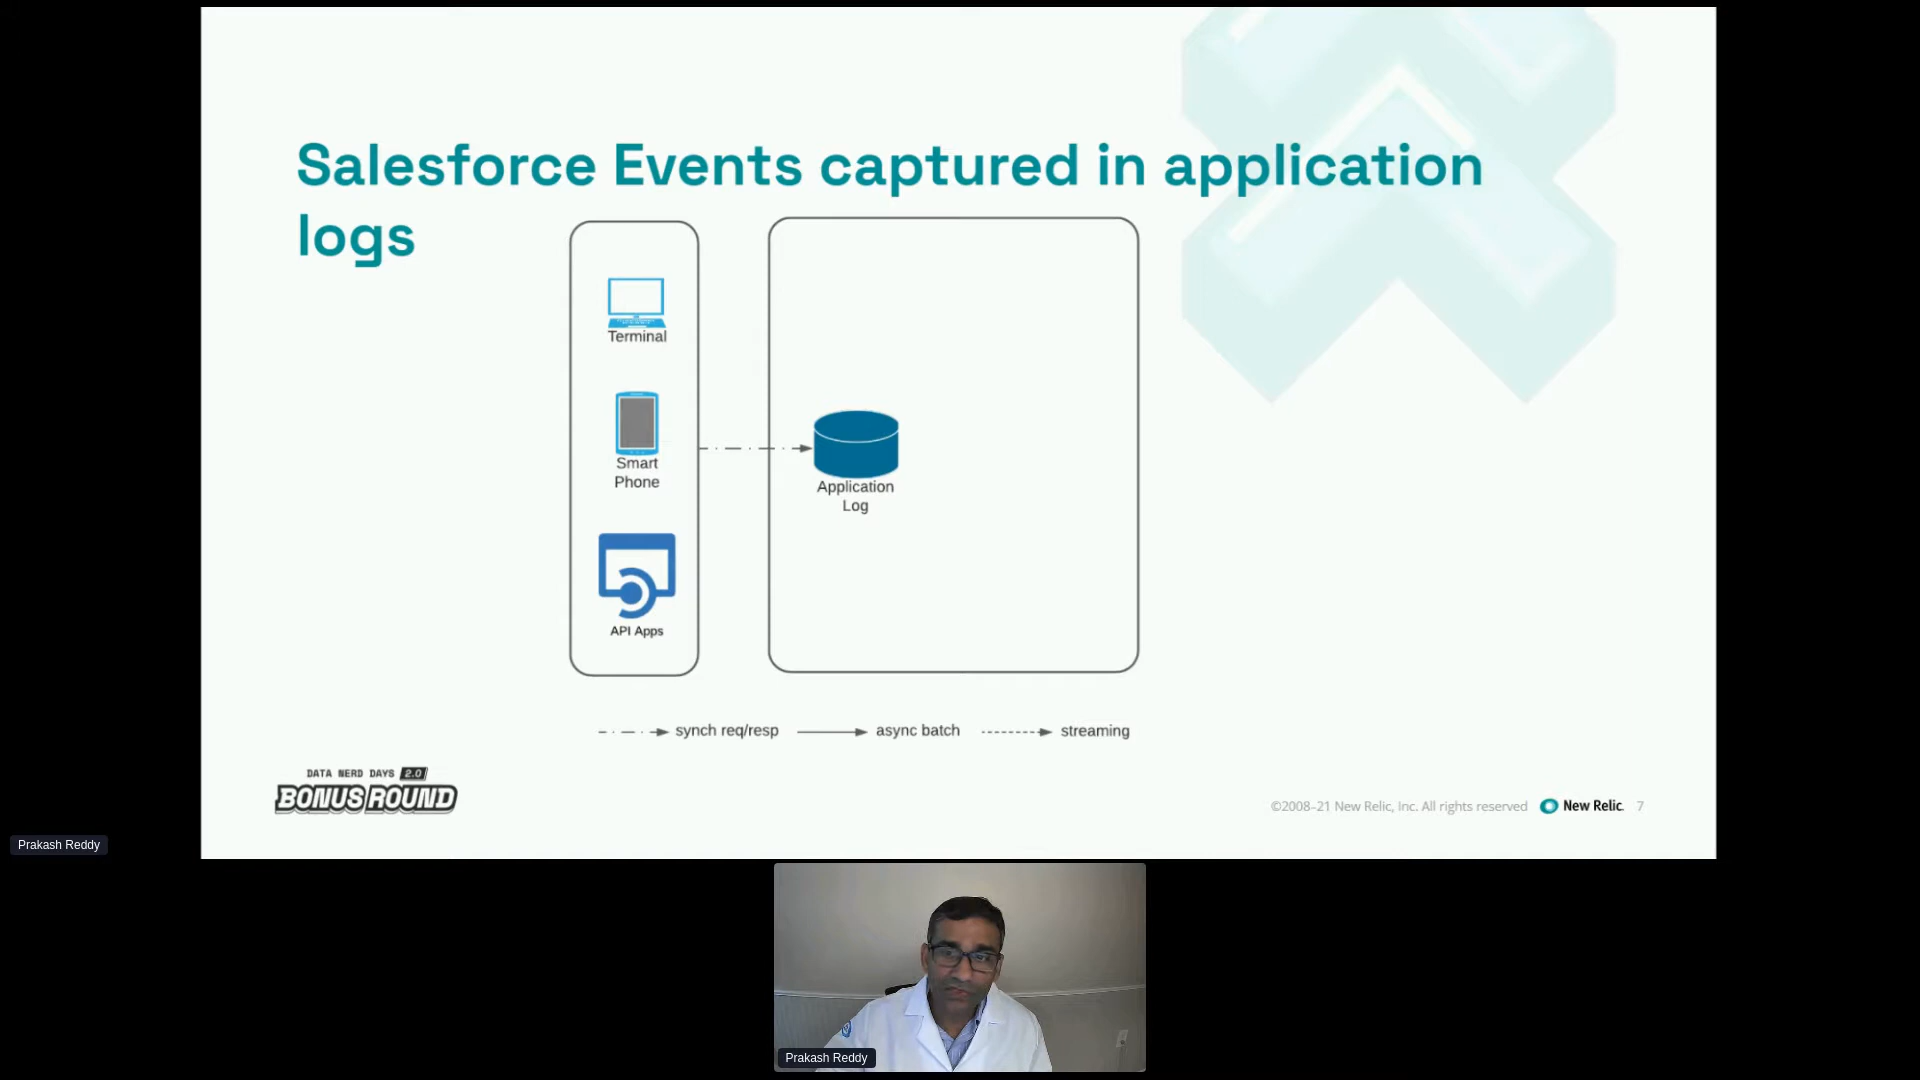 Salesforce Events captured in application
logs
Terminal
Smart
Phone
API Apps
Application
Log
synch req/resp
async batch
streaming
DATA NERD DAYS 2.0
BONUS ROUND
©2008–21 New Relic, Inc. All rights reserved
New Relic.
7
Prakash Reddy
Prakash Reddy